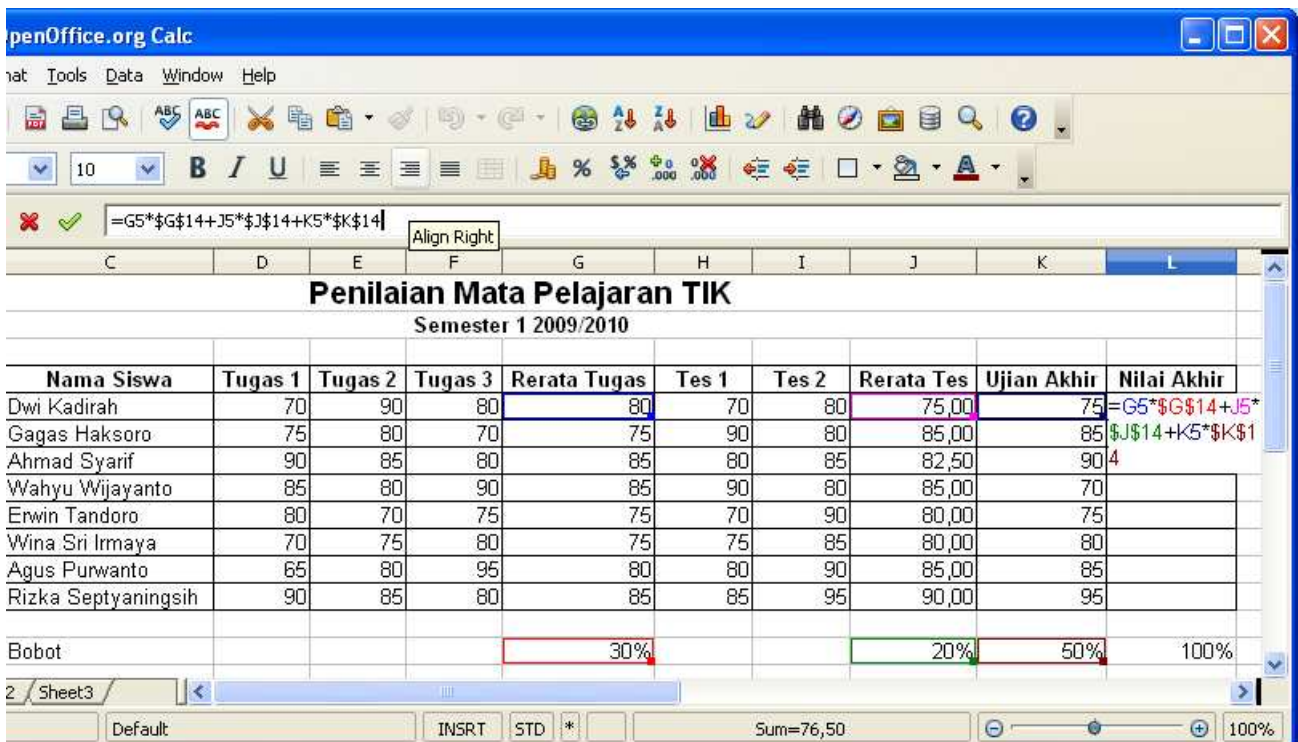 penOffice.org Calc
nat Tools Data Window Help
10
=G5*$G$14+J5*$J$14+K5*$K$14
Align Right
C D E F G H I J K L
Penilaian Mata Pelajaran TIK
Semester 1 2009/2010
Nama Siswa Tugas 1 Tugas 2 Tugas 3 Rerata Tugas Tes 1 Tes 2 Rerata Tes Ujian Akhir Nilai Akhir
Dwi Kadirah 70 90 80 80 70 80 75,00 75 =G5*$G$14+J5*
Gagas Haksoro 75 80 70 75 90 80 85,00 85 $J$14+K5*$K$1
Ahmad Syarif 90 85 80 85 80 85 82,50 90 4
Wahyu Wijayanto 85 80 90 85 90 80 85,00 70
Erwin Tandoro 80 70 75 75 70 90 80,00 75
Wina Sri Irmaya 70 75 80 75 75 85 80,00 80
Agus Purwanto 65 80 95 80 80 90 85,00 85
Rizka Septyaningsih 90 85 80 85 85 95 90,00 95
Bobot 30% 20% 50% 100%
2 Sheet3
Default INSRT STD * Sum=76,50 100%